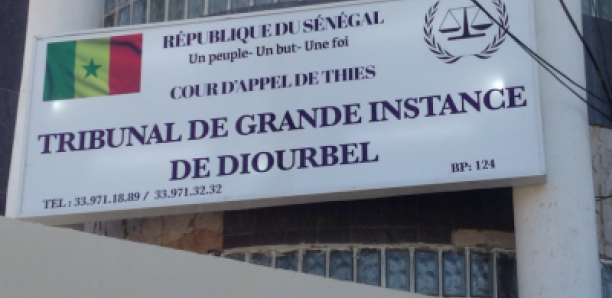 RÉPUBLIQUE DU SÉNÉGAL
Un peuple- Un but- Une foi
COUR D'APPEL DE THIES
TRIBUNAL DE GRANDE INSTANCE
DE DIOURBEL
BP: 124
TEL : 33.971.18.89 / 33.971.32.32